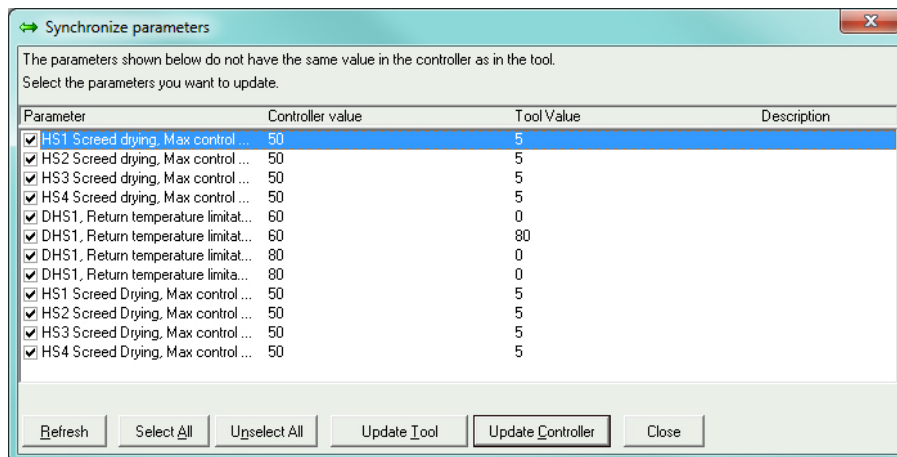 Synchronize parameters
The parameters shown below do not have the same value in the controller as in the tool.
Select the parameters you want to update.
Parameter Controller value Tool Value Description
HS1 Screed drying, Max control ... 50 5
HS2 Screed drying, Max control ... 50 5
HS3 Screed drying, Max control ... 50 5
HS4 Screed drying, Max control ... 50 5
DHS1, Return temperature limitat... 60 0
DHS1, Return temperature limitat... 60 80
DHS1, Return temperature limita... 80 0
DHS1, Return temperature limita... 80 0
HS1 Screed Drying, Max control ... 50 5
HS2 Screed Drying, Max control ... 50 5
HS3 Screed Drying, Max control ... 50 5
HS4 Screed Drying, Max control ... 50 5
Refresh Select All Unselect All Update Tool Update Controller Close